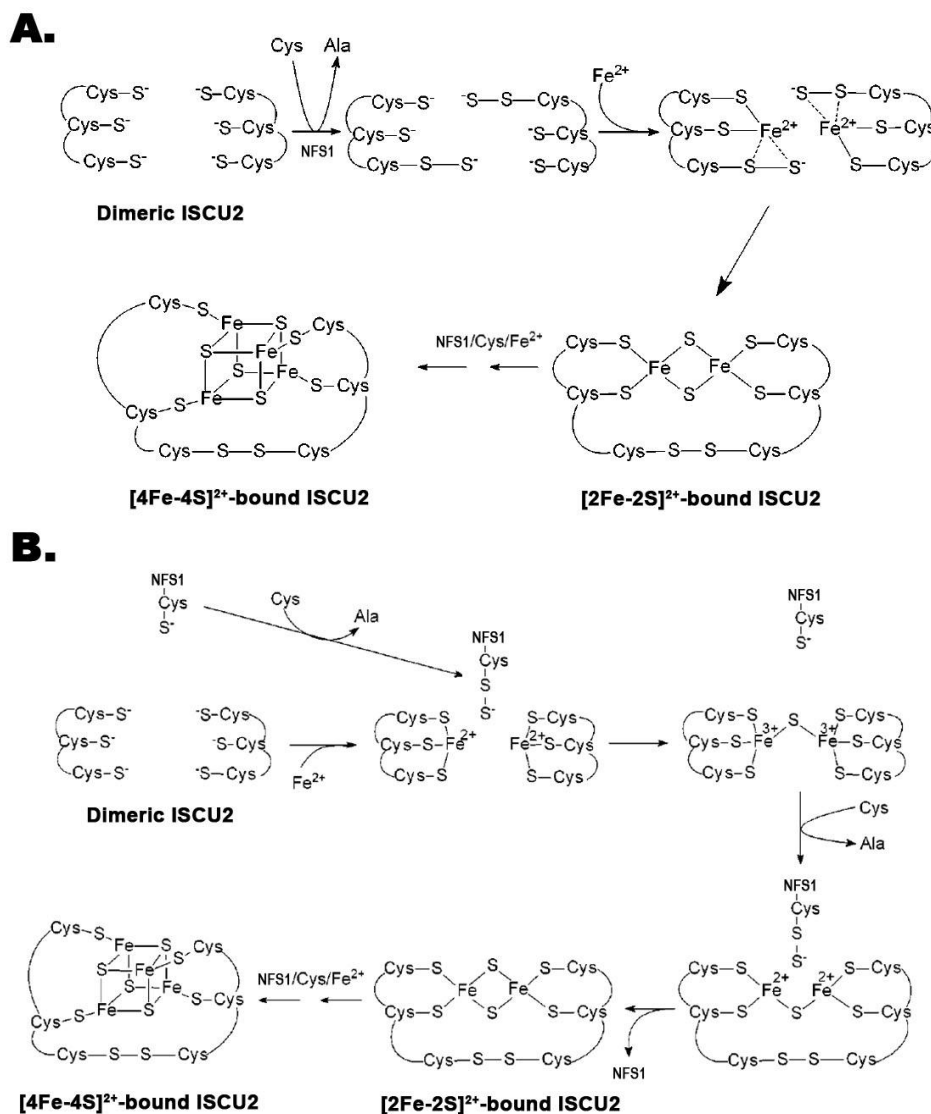 A.
Cys Ala
Cys–S⁻ ⁻S–Cys Cys–S⁻ ⁻S–S–Cys Fe²⁺ Cys–S ⁻S–S–Cys
Cys–S⁻ ⁻S–Cys NFS1 Cys–S⁻ ⁻S–Cys Cys–S–Fe²⁺ Fe²⁺–S–Cys
Cys–S⁻ ⁻S–Cys Cys–S–S⁻ ⁻S–Cys Cys–S–S⁻ S–Cys
Dimeric ISCU2
Cys–S Fe–S Cys NFS1/Cys/Fe²⁺ Cys–S S S–Cys
S–Fe S Fe Fe
S–Fe S–Cys
Cys–S Fe–S Cys Cys–S S S–Cys
Cys–S–S–Cys Cys–S–S–Cys
[4Fe-4S]²⁺-bound ISCU2 [2Fe-2S]²⁺-bound ISCU2
B.
NFS1 NFS1
Cys Cys Cys
S⁻ Ala S⁻
NFS1
Cys
S
S⁻
Cys–S⁻ ⁻S–Cys Cys–S S–Cys Cys–S S S–Cys
Cys–S⁻ ⁻S–Cys Cys–S–Fe²⁺ Fe²⁺–S–Cys Cys–S–Fe³⁺ Fe³⁺–S–Cys
Cys–S⁻ ⁻S–Cys Fe²⁺ Cys–S S–Cys Cys–S S–Cys
Dimeric ISCU2
Cys
Ala
NFS1
Cys
S
S⁻
Cys–S Fe–S Cys NFS1/Cys/Fe²⁺ Cys–S S S–Cys Cys–S S–Cys
S–Fe S Fe Fe Fe²⁺ Fe²⁺
S–Fe S–Cys
Cys–S Fe–S Cys–S S S–Cys Cys–S S S–Cys
Cys–S–S–Cys Cys–S–S–Cys NFS1 Cys–S–S–Cys
[4Fe-4S]²⁺-bound ISCU2 [2Fe-2S]²⁺-bound ISCU2